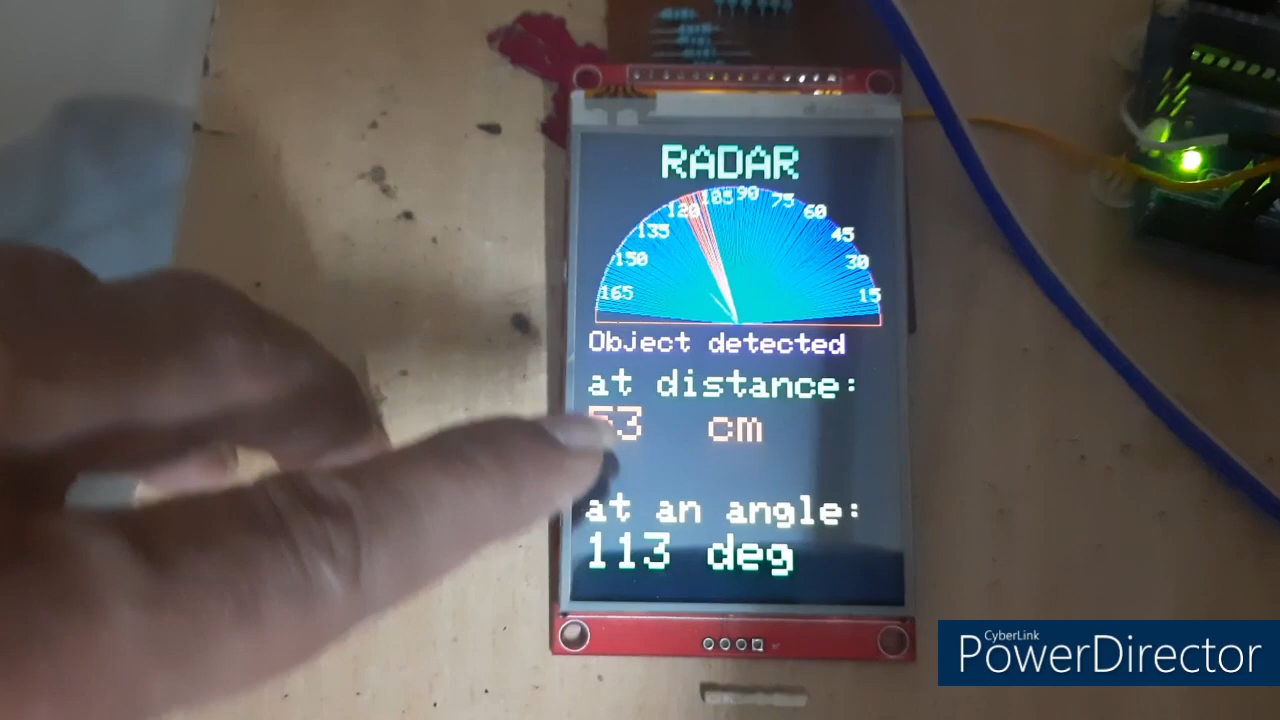 RADAR
165 150 135 120 105 90 75 60 45 30 15
Object detected
at distance:
53 cm
at an angle:
113 deg
CyberLink
PowerDirector